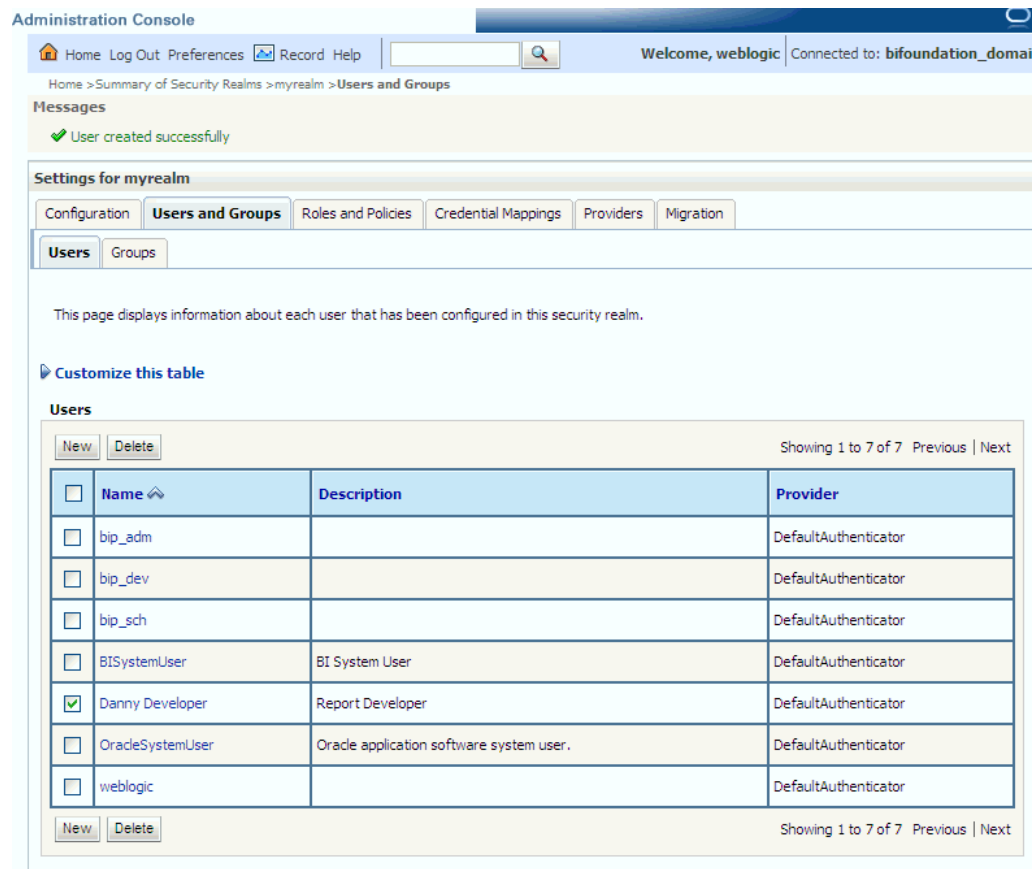 Administration Console
Home Log Out Preferences Record Help Welcome, weblogic Connected to: bifoundation_domai
Home >Summary of Security Realms >myrealm >Users and Groups
Messages
User created successfully
Settings for myrealm
Configuration Users and Groups Roles and Policies Credential Mappings Providers Migration
Users Groups
This page displays information about each user that has been configured in this security realm.
Customize this table
Users
New Delete Showing 1 to 7 of 7 Previous | Next
Name Description Provider
bip_adm DefaultAuthenticator
bip_dev DefaultAuthenticator
bip_sch DefaultAuthenticator
BISystemUser BI System User DefaultAuthenticator
Danny Developer Report Developer DefaultAuthenticator
OracleSystemUser Oracle application software system user. DefaultAuthenticator
weblogic DefaultAuthenticator
New Delete Showing 1 to 7 of 7 Previous | Next